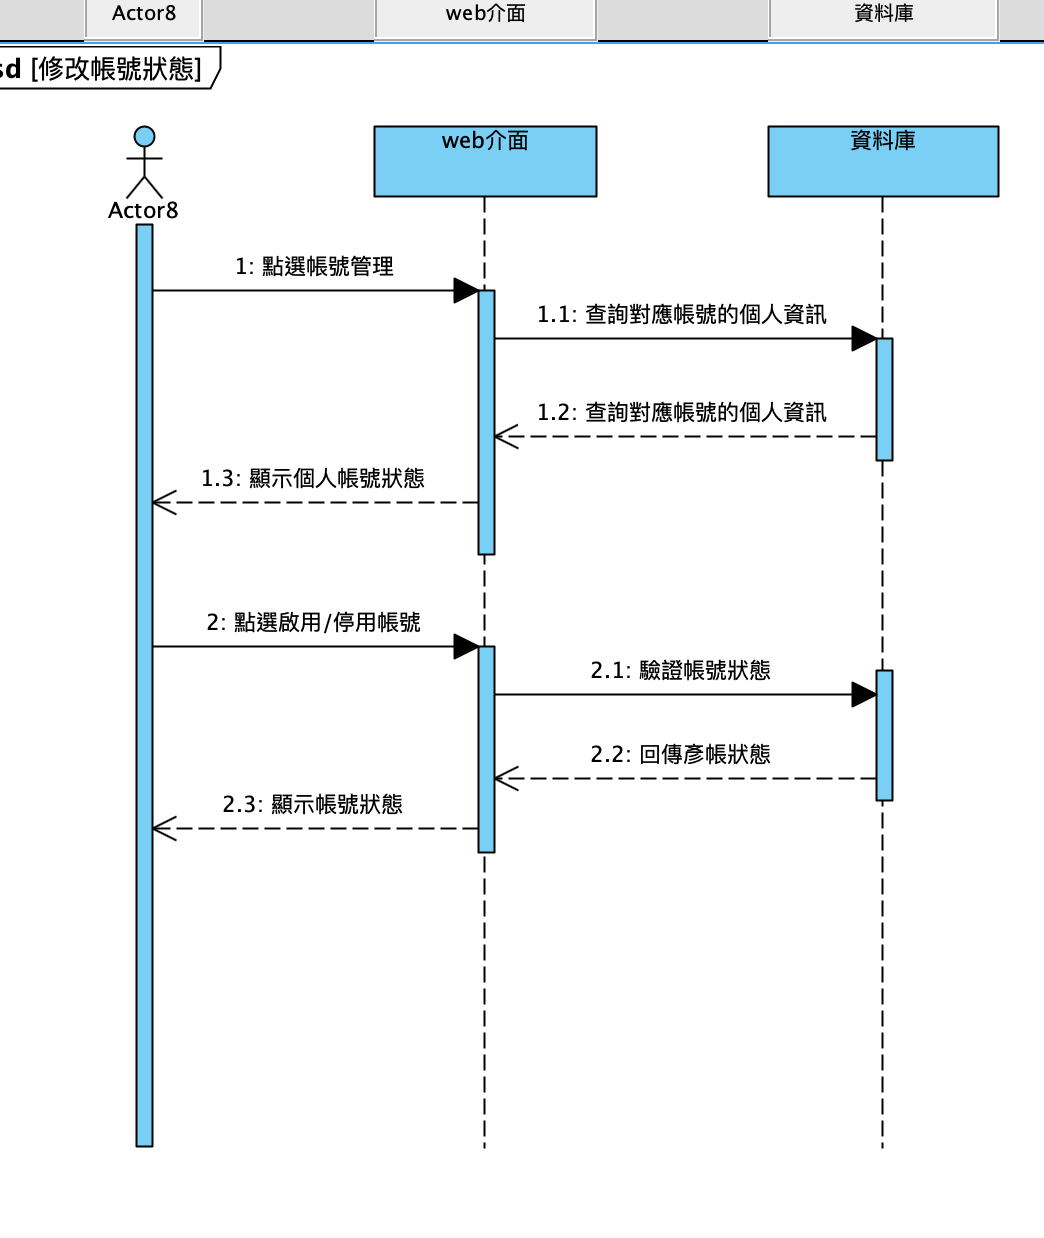 Actor8
web介面
資料庫
sd [修改帳號狀態]
web介面
資料庫
Actor8
1: 點選帳號管理
1.1: 查詢對應帳號的個人資訊
1.2: 查詢對應帳號的個人資訊
1.3: 顯示個人帳號狀態
2: 點選啟用/停用帳號
2.1: 驗證帳號狀態
2.2: 回傳彥帳狀態
2.3: 顯示帳號狀態